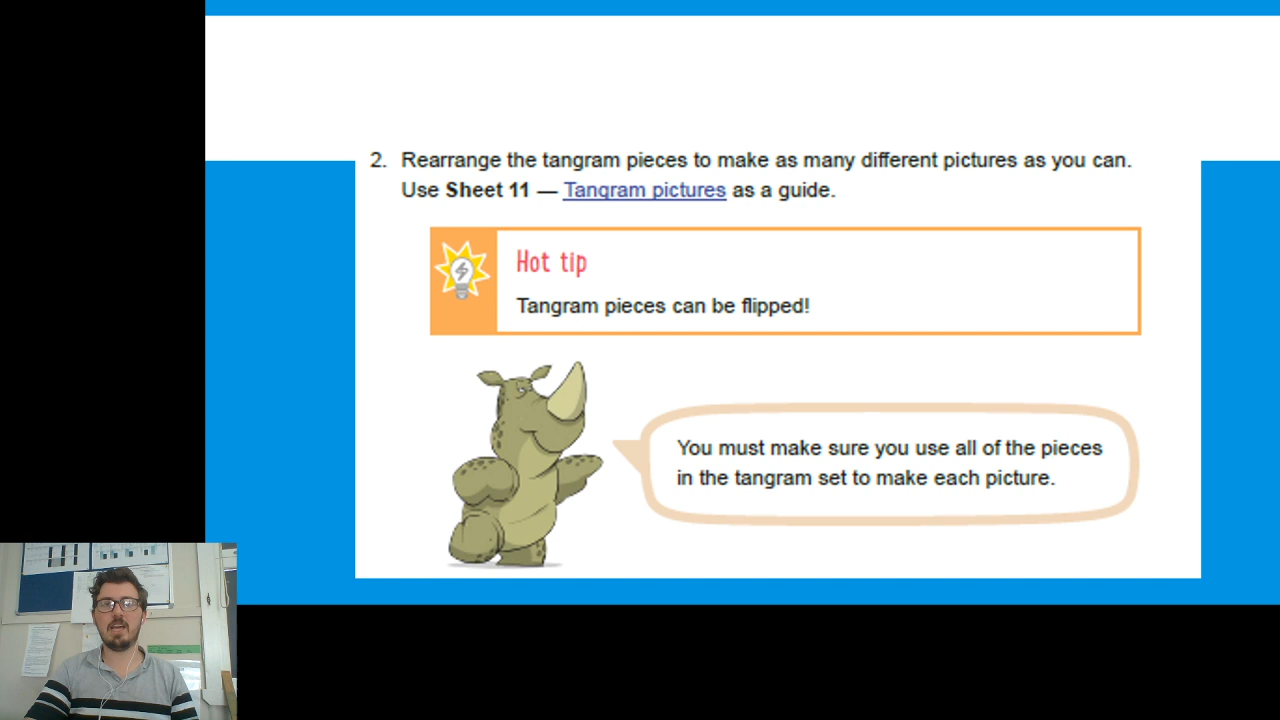 2. Rearrange the tangram pieces to make as many different pictures as you can.
Use Sheet 11 — Tangram pictures as a guide.
Hot tip
Tangram pieces can be flipped!
You must make sure you use all of the pieces
in the tangram set to make each picture.